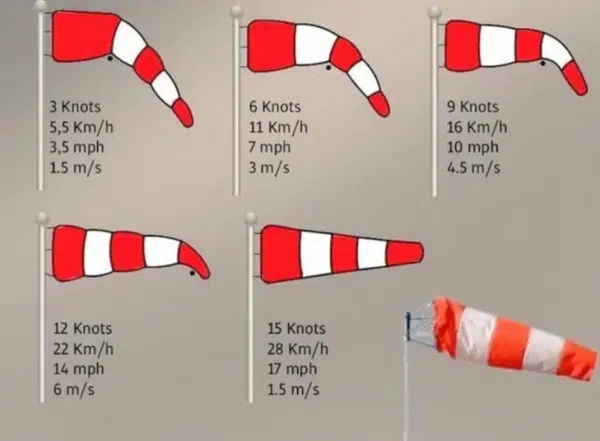 3 Knots
5,5 Km/h
3,5 mph
1.5 m/s
6 Knots
11 Km/h
7 mph
3 m/s
9 Knots
16 Km/h
10 mph
4.5 m/s
12 Knots
22 Km/h
14 mph
6 m/s
15 Knots
28 Km/h
17 mph
1.5 m/s